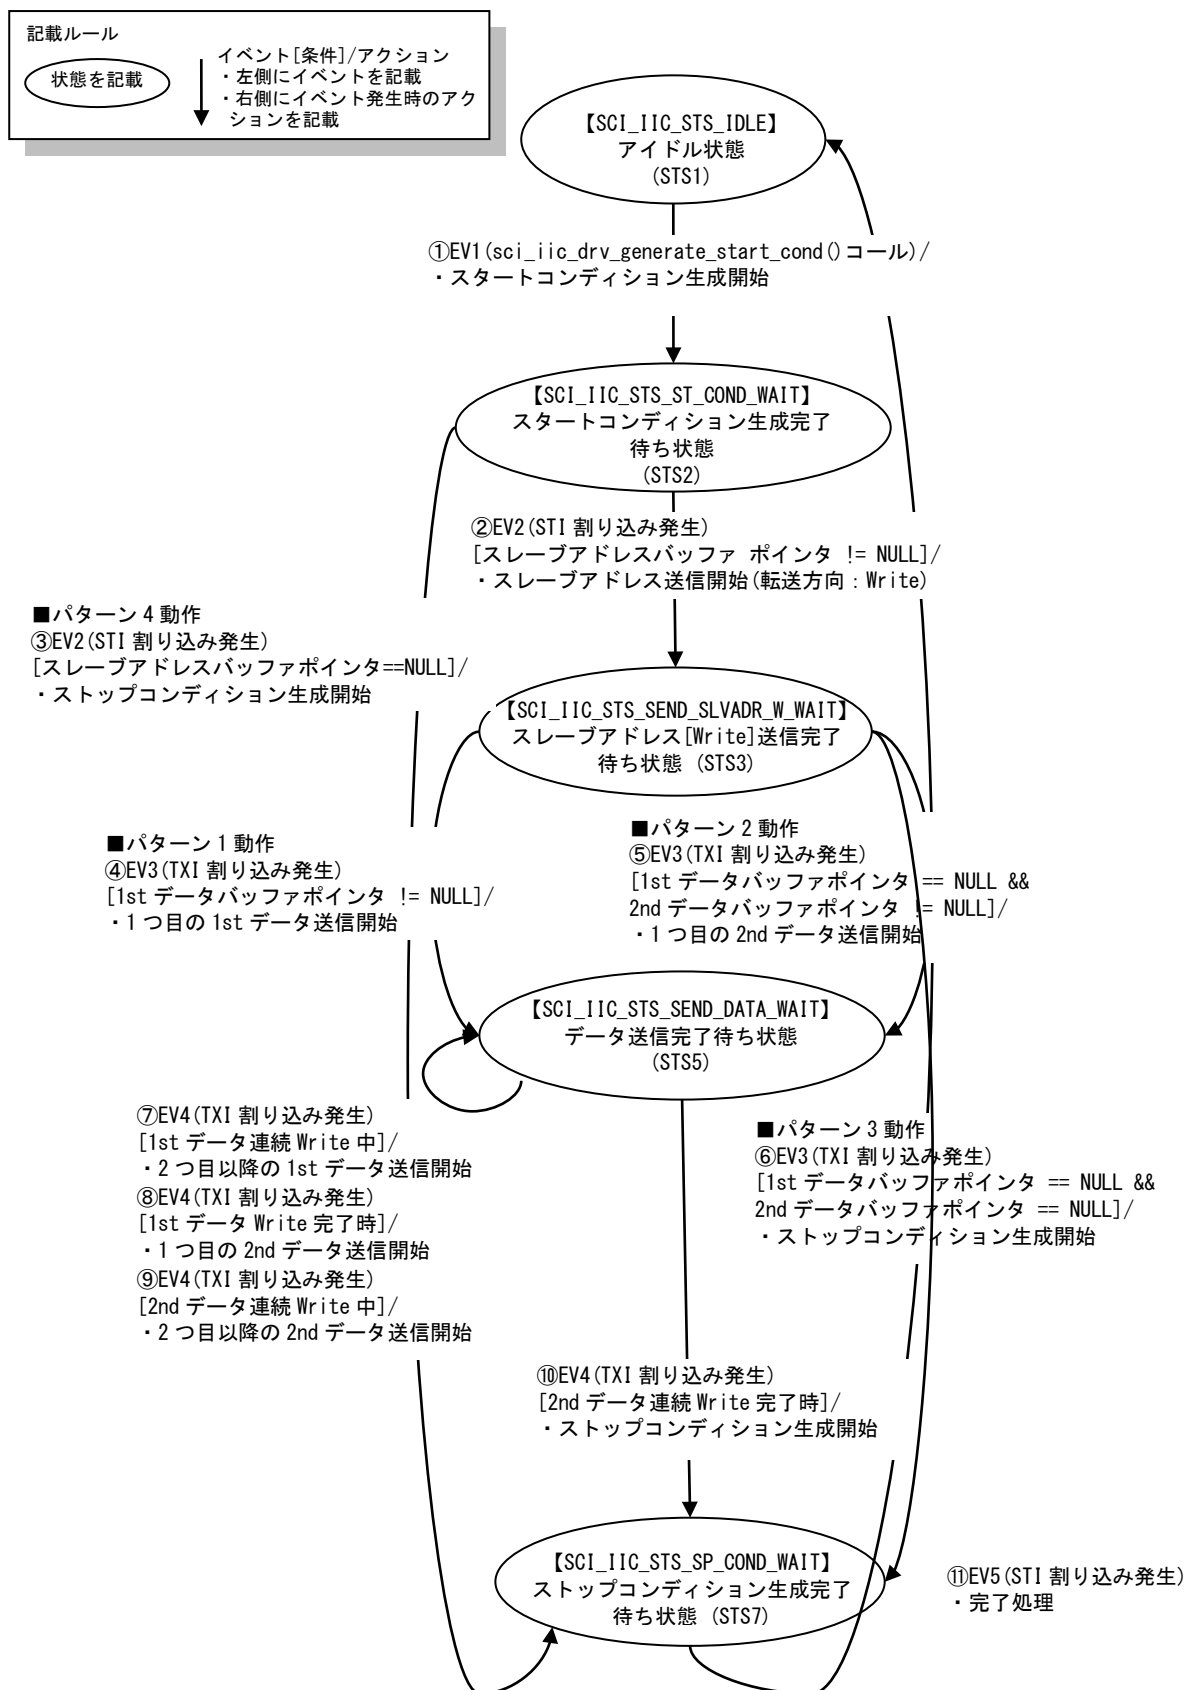 記載ルール
状態を記載
イベント[条件]/アクション
・左側にイベントを記載
・右側にイベント発生時のアク
ションを記載
【SCI_IIC_STS_IDLE】
アイドル状態
(STS1)
①EV1(sci_iic_drv_generate_start_cond()コール)/
・スタートコンディション生成開始
【SCI_IIC_STS_ST_COND_WAIT】
スタートコンディション生成完了
待ち状態
(STS2)
②EV2(STI 割り込み発生)
[スレーブアドレスバッファ ポインタ != NULL]/
・スレーブアドレス送信開始(転送方向：Write)
■パターン4動作
③EV2(STI 割り込み発生)
[スレーブアドレスバッファポインタ==NULL]/
・ストップコンディション生成開始
【SCI_IIC_STS_SEND_SLVADR_W_WAIT】
スレーブアドレス[Write]送信完了
待ち状態 (STS3)
■パターン1動作
④EV3(TXI 割り込み発生)
[1st データバッファポインタ != NULL]/
・1つ目の 1st データ送信開始
■パターン2動作
⑤EV3(TXI 割り込み発生)
[1st データバッファポインタ == NULL &&
2nd データバッファポインタ != NULL]/
・1つ目の 2nd データ送信開始
【SCI_IIC_STS_SEND_DATA_WAIT】
データ送信完了待ち状態
(STS5)
⑦EV4(TXI 割り込み発生)
[1st データ連続 Write 中]/
・2つ目以降の 1st データ送信開始
⑧EV4(TXI 割り込み発生)
[1st データ Write 完了時]/
・1つ目の 2nd データ送信開始
⑨EV4(TXI 割り込み発生)
[2nd データ連続 Write 中]/
・2つ目以降の 2nd データ送信開始
■パターン3動作
⑥EV3(TXI 割り込み発生)
[1st データバッファポインタ == NULL &&
2nd データバッファポインタ == NULL]/
・ストップコンディション生成開始
⑩EV4(TXI 割り込み発生)
[2nd データ連続 Write 完了時]/
・ストップコンディション生成開始
【SCI_IIC_STS_SP_COND_WAIT】
ストップコンディション生成完了
待ち状態 (STS7)
⑪EV5(STI 割り込み発生)
・完了処理